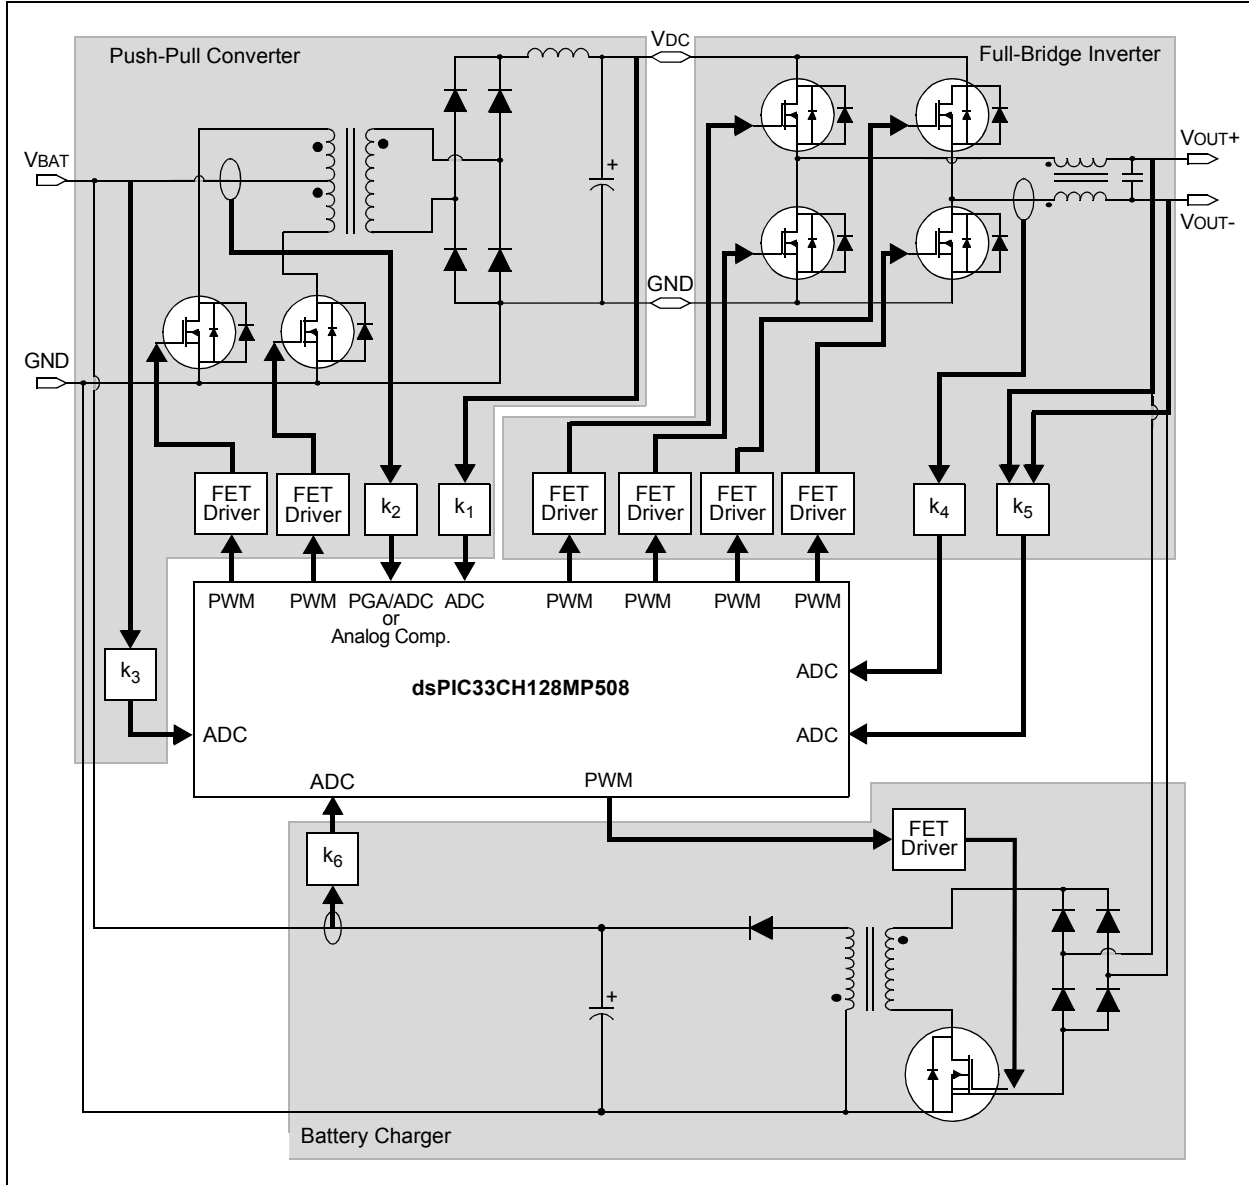 Push-Pull Converter
VDC
Full-Bridge Inverter
VBAT
+
VOUT+
VOUT-
GND
GND
FET
Driver
FET
Driver
k2
k1
FET
Driver
FET
Driver
FET
Driver
FET
Driver
k4
k5
PWM
PWM
PGA/ADC
or
Analog Comp.
ADC
PWM
PWM
PWM
PWM
k3
ADC
dsPIC33CH128MP508
ADC
ADC
ADC
PWM
k6
FET
Driver
+
Battery Charger